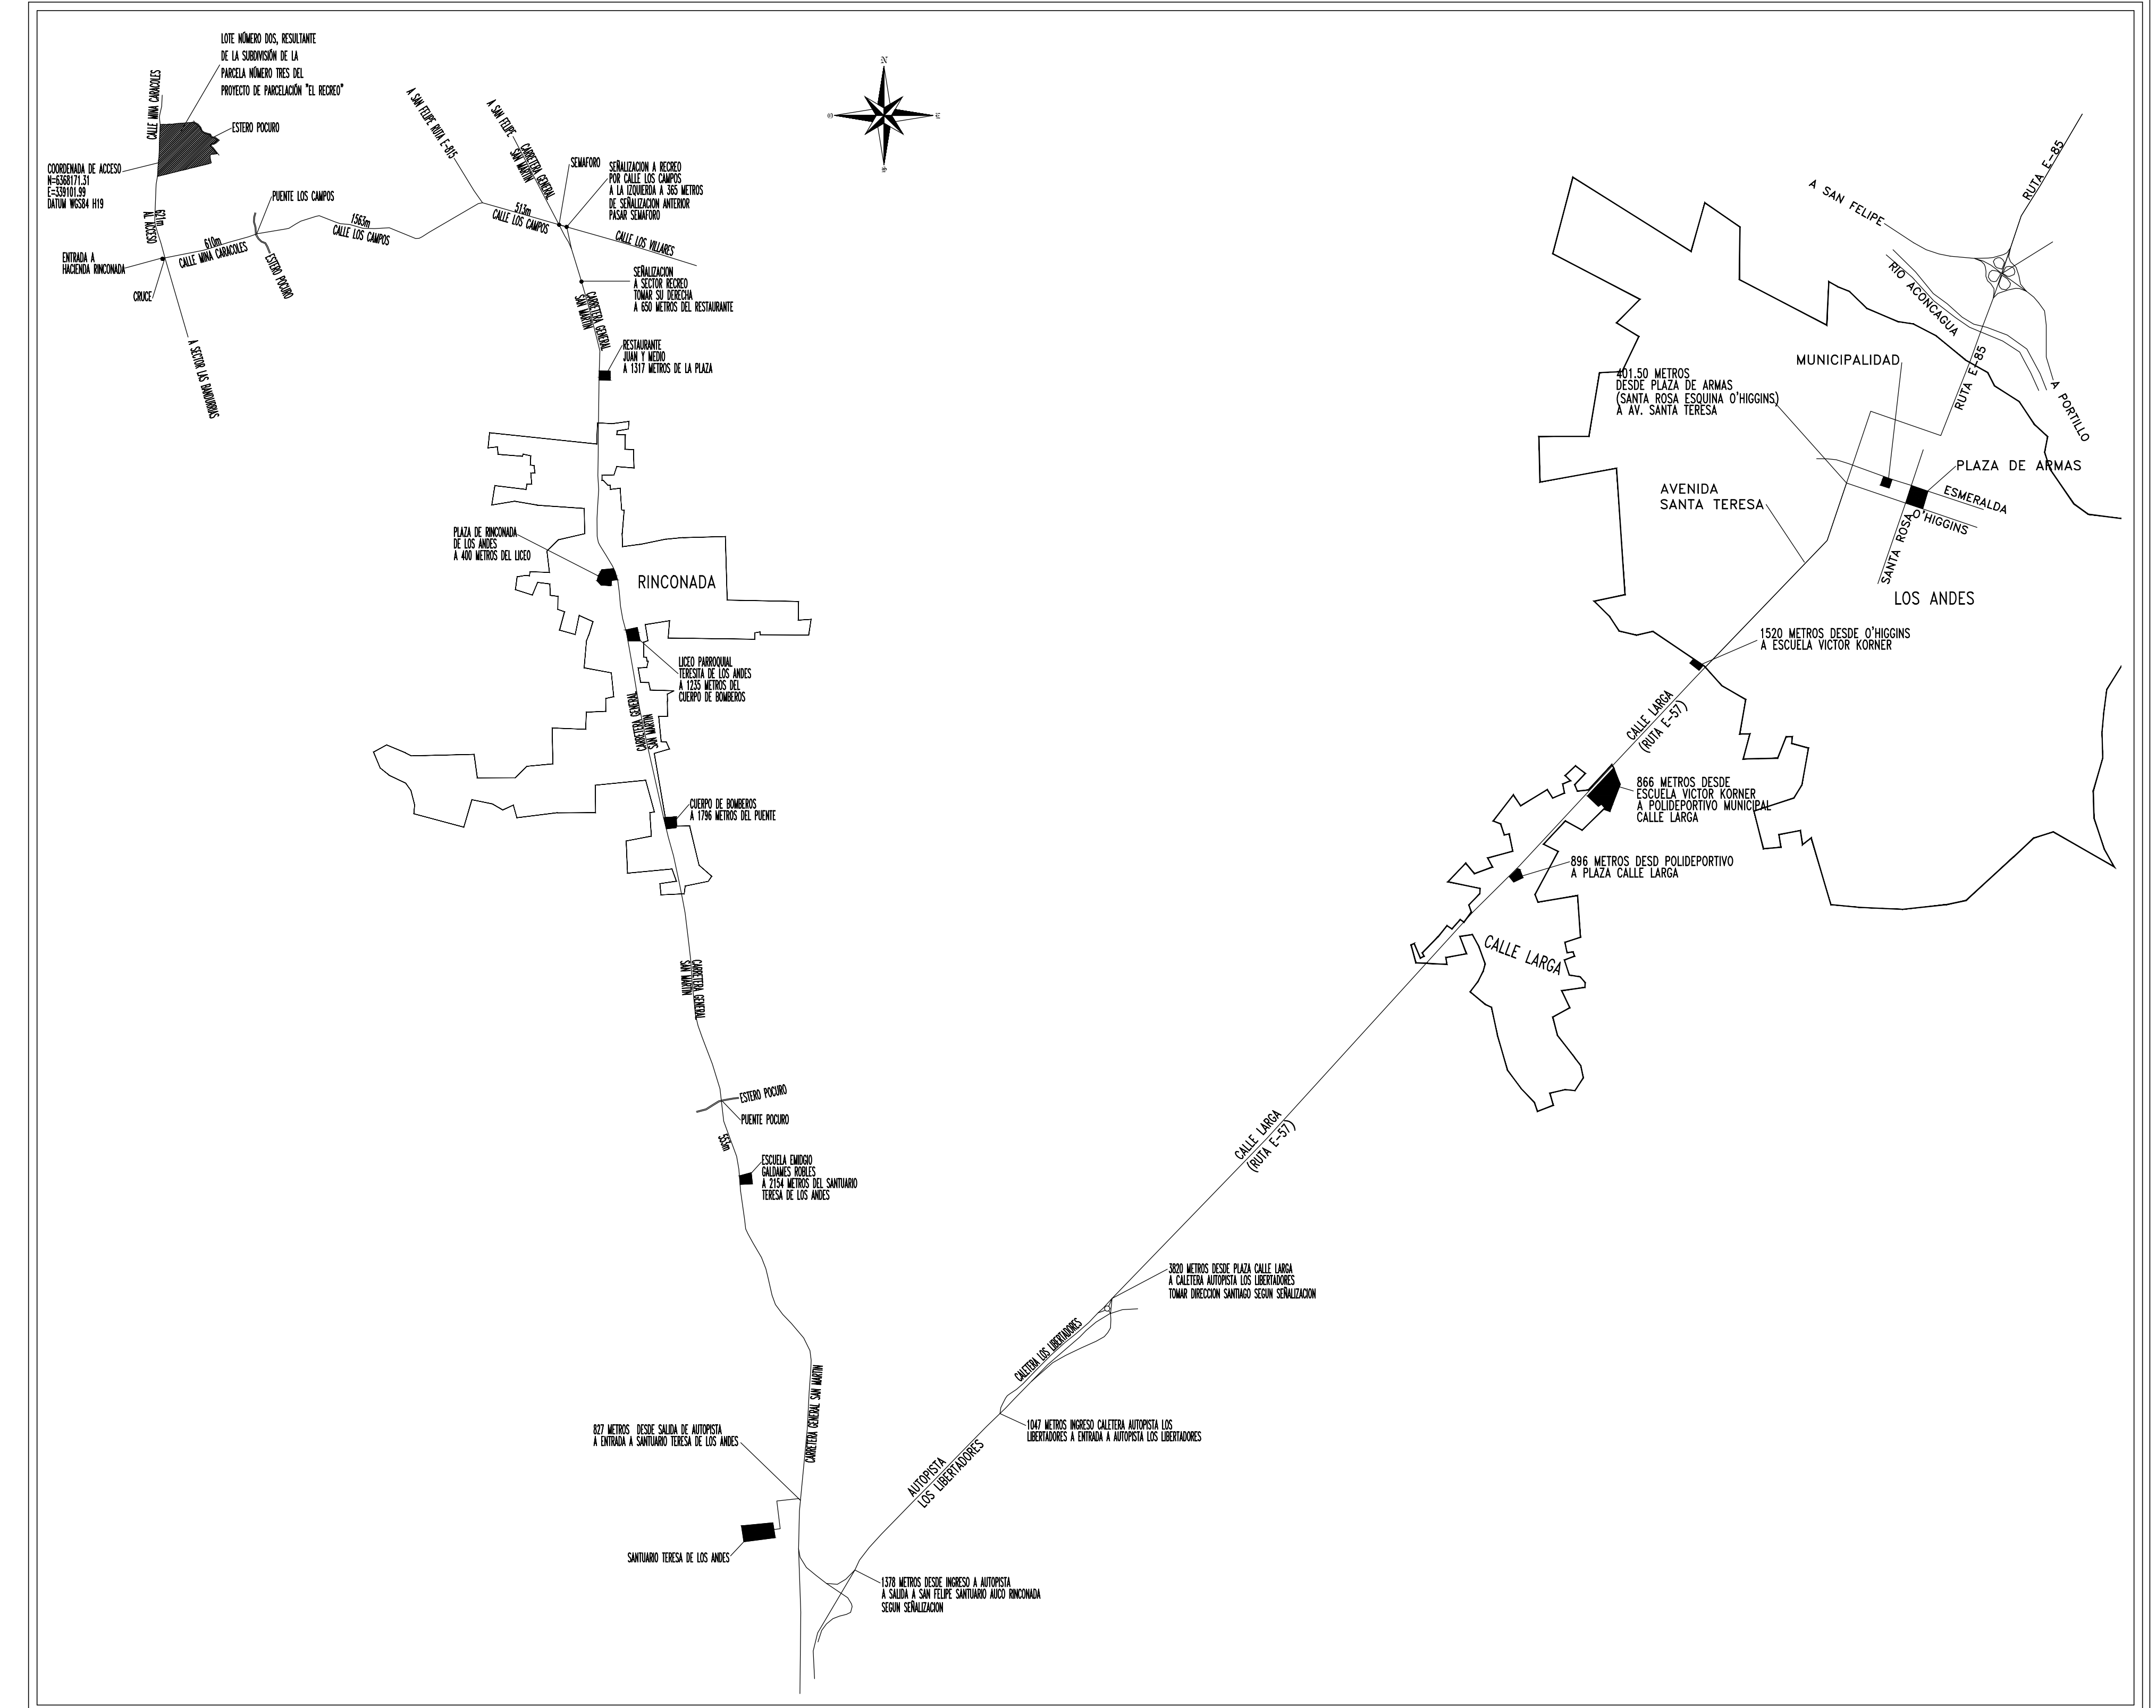 LOTE NÚMERO DOS, RESULTANTE
DE LA SUBDIVISIÓN DE LA
PARCELA NÚMERO TRES DEL
PROYECTO DE PARCELACIÓN "EL RECREO"
CALLE MINA CARACOLES
ESTERO POCURO
COORDENADA DE ACCESO
N=6368171.31
E=339101.99
DATUM WGS84 H19
621m
AL ACCESO
PUENTE LOS CAMPOS
610m
CALLE MINA CARACOLES
ESTERO POCURO
ENTRADA A
HACIENDA RINCONADA
CRUCE
A SECTOR LAS BANDURRIAS
1563m
CALLE LOS CAMPOS
A SAN FELIPE RUTA E-815
A SAN FELIPE
CARRETERA GENERAL
SAN MARTIN
513m
CALLE LOS CAMPOS
SEMAFORO
SEÑALIZACION A RECREO
POR CALLE LOS CAMPOS
A LA IZQUIERDA A 365 METROS
DE SEÑALIZACION ANTERIOR
PASAR SEMAFORO
CALLE LOS VILLARES
SEÑALIZACION
A SECTOR RECREO
TOMAR SU DERECHA
A 650 METROS DEL RESTAURANTE
CARRETERA GENERAL
SAN MARTIN
RESTAURANTE
JUAN Y MEDIO
A 1317 METROS DE LA PLAZA
PLAZA DE RINCONADA
DE LOS ANDES
A 400 METROS DEL LICEO
RINCONADA
LICEO PARROQUIAL
TERESITA DE LOS ANDES
A 1235 METROS DEL
CUERPO DE BOMBEROS
CARRETERA GENERAL
SAN MARTIN
CUERPO DE BOMBEROS
A 1796 METROS DEL PUENTE
CARRETERA GENERAL
SAN MARTIN
ESTERO POCURO
PUENTE POCURO
553m
ESCUELA EMIDGIO
GALDAMES ROBLES
A 2154 METROS DEL SANTUARIO
TERESA DE LOS ANDES
CARRETERA GENERAL SAN MARTIN
827 METROS DESDE SALIDA DE AUTOPISTA
A ENTRADA A SANTUARIO TERESA DE LOS ANDES
SANTUARIO TERESA DE LOS ANDES
1378 METROS DESDE INGRESO A AUTOPISTA
A SALIDA A SAN FELIPE SANTUARIO AUCO RINCONADA
SEGUN SEÑALIZACION
AUTOPISTA
LOS LIBERTADORES
1047 METROS INGRESO CALETERA AUTOPISTA LOS
LIBERTADORES A ENTRADA A AUTOPISTA LOS LIBERTADORES
CALETERA LOS LIBERTADORES
3820 METROS DESDE PLAZA CALLE LARGA
A CALETERA AUTOPISTA LOS LIBERTADORES
TOMAR DIRECCION SANTIAGO SEGUN SEÑALIZACION
CALLE LARGA
(RUTA E-57)
CALLE LARGA
896 METROS DESD POLIDEPORTIVO
A PLAZA CALLE LARGA
866 METROS DESDE
ESCUELA VICTOR KORNER
A POLIDEPORTIVO MUNICIPAL
CALLE LARGA
CALLE LARGA
(RUTA E-57)
1520 METROS DESDE O'HIGGINS
A ESCUELA VICTOR KORNER
LOS ANDES
AVENIDA
SANTA TERESA
401.50 METROS
DESDE PLAZA DE ARMAS
(SANTA ROSA ESQUINA O'HIGGINS)
A AV. SANTA TERESA
MUNICIPALIDAD
PLAZA DE ARMAS
ESMERALDA
O'HIGGINS
SANTA ROSA
RUTA E-85
A PORTILLO
RIO ACONCAGUA
A SAN FELIPE
RUTA E-85
N
O
E
S